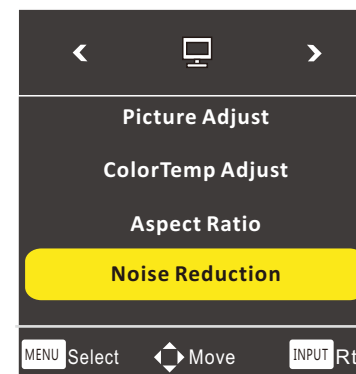 Picture Adjust
ColorTemp Adjust
Aspect Ratio
Noise Reduction
MENU Select Move INPUT Rt